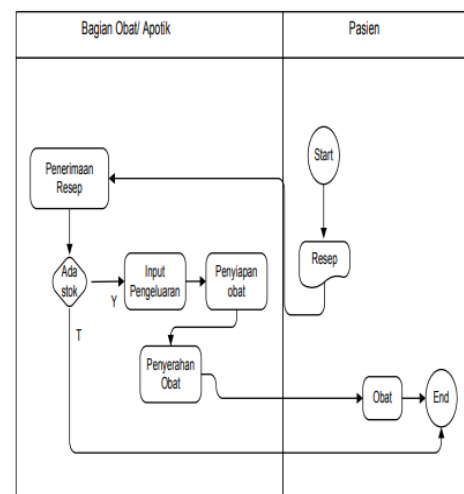 Bagian Obat/ Apotik
Pasien
Start
Penerimaan
Resep
Resep
Ada
stok
Y
T
Input
Pengeluaran
Penyiapan
obat
Penyerahan
Obat
Obat
End